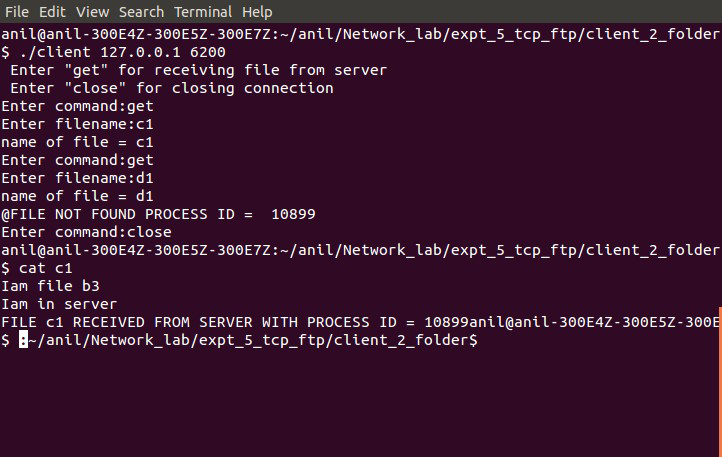 File Edit View Search Terminal Help
anil@anil-300E4Z-300E5Z-300E7Z:~/anil/Network_lab/expt_5_tcp_ftp/client_2_folder
$ ./client 127.0.0.1 6200
Enter "get" for receiving file from server
Enter "close" for closing connection
Enter command:get
Enter filename:c1
name of file = c1
Enter command:get
Enter filename:d1
name of file = d1
@FILE NOT FOUND PROCESS ID =  10899
Enter command:close
anil@anil-300E4Z-300E5Z-300E7Z:~/anil/Network_lab/expt_5_tcp_ftp/client_2_folder
$ cat c1
Iam file b3
Iam in server
FILE c1 RECEIVED FROM SERVER WITH PROCESS ID = 10899anil@anil-300E4Z-300E5Z-300E
$ :~/anil/Network_lab/expt_5_tcp_ftp/client_2_folder$